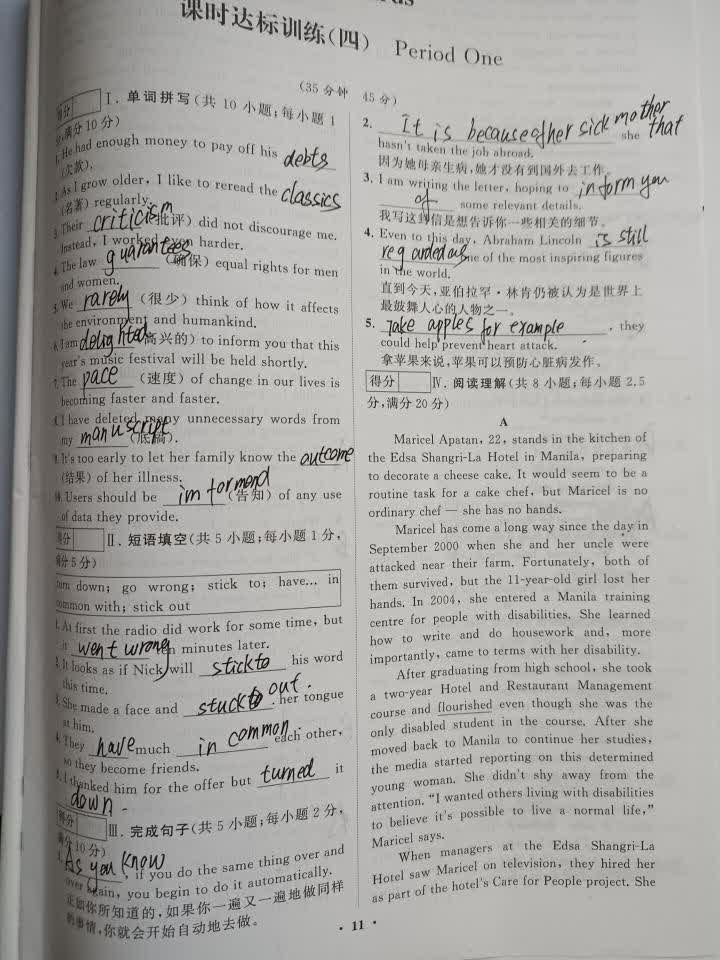 课时达标训练(四) Period One
(35分钟 45分)
得分 Ⅰ. 单词拼写(共10小题;每小题1
分,满分10分)
1. He had enough money to pay off his debts
(欠款).
2. As I grow older, I like to reread the classics
(名著) regularly.
3. Their criticism (批评) did not discourage me.
Instead, I worked even harder.
4. The law guarantees (确保) equal rights for men
and women.
5. We rarely (很少) think of how it affects
the environment and humankind.
6. I am delighted (高兴的) to inform you that this
year's music festival will be held shortly.
7. The pace (速度) of change in our lives is
becoming faster and faster.
8. I have deleted many unnecessary words from
my manuscript (底稿).
9. It's too early to let her family know the outcome
(结果) of her illness.
10. Users should be informend (告知) of any use
of data they provide.
得分 Ⅱ. 短语填空(共5小题;每小题1分,
满分5分)
turn down; go wrong; stick to; have... in
common with; stick out
1. At first the radio did work for some time, but
it went wrong ten minutes later.
2. It looks as if Nick will stick to his word
this time.
3. She made a face and stuck out. her tongue
at him.
4. They have much in common. each other,
so they become friends.
5. I thanked him for the offer but turned it
down.
得分 Ⅲ. 完成句子(共5小题;每小题2分,
满分10分)
1. As you know, if you do the same thing over and
over again, you begin to do it automatically.
正如你所知道的,如果你一遍又一遍地做同样
的事情,你就会开始自动地去做。
2. It is because of her sick mother that she
hasn't taken the job abroad.
因为她母亲生病,她才没有到国外去工作。
3. I am writing the letter, hoping to inform you
of some relevant details.
我写这封信是想告诉你一些相关的细节。
4. Even to this day, Abraham Lincoln is still
regarded as one of the most inspiring figures
in the world.
直到今天,亚伯拉罕·林肯仍被认为是世界上
最鼓舞人心的人物之一。
5. Take apples for example, they
could help prevent heart attack.
拿苹果来说,苹果可以预防心脏病发作。
得分 Ⅳ. 阅读理解(共8小题;每小题2.5
分,满分20分)
A
Maricel Apatan, 22, stands in the kitchen of
the Edsa Shangri-La Hotel in Manila, preparing
to decorate a cheese cake. It would seem to be a
routine task for a cake chef, but Maricel is no
ordinary chef — she has no hands.
Maricel has come a long way since the day in
September 2000 when she and her uncle were
attacked near their farm. Fortunately, both of
them survived, but the 11-year-old girl lost her
hands. In 2004, she entered a Manila training
centre for people with disabilities. She learned
how to write and do housework and, more
importantly, came to terms with her disability.
After graduating from high school, she took
a two-year Hotel and Restaurant Management
course and flourished even though she was the
only disabled student in the course. After she
moved back to Manila to continue her studies,
the media started reporting on this determined
young woman. She didn't shy away from the
attention. "I wanted others living with disabilities
to believe it's possible to live a normal life,"
Maricel says.
When managers at the Edsa Shangri-La
Hotel saw Maricel on television, they hired her
as part of the hotel's Care for People project. She
· 11 ·